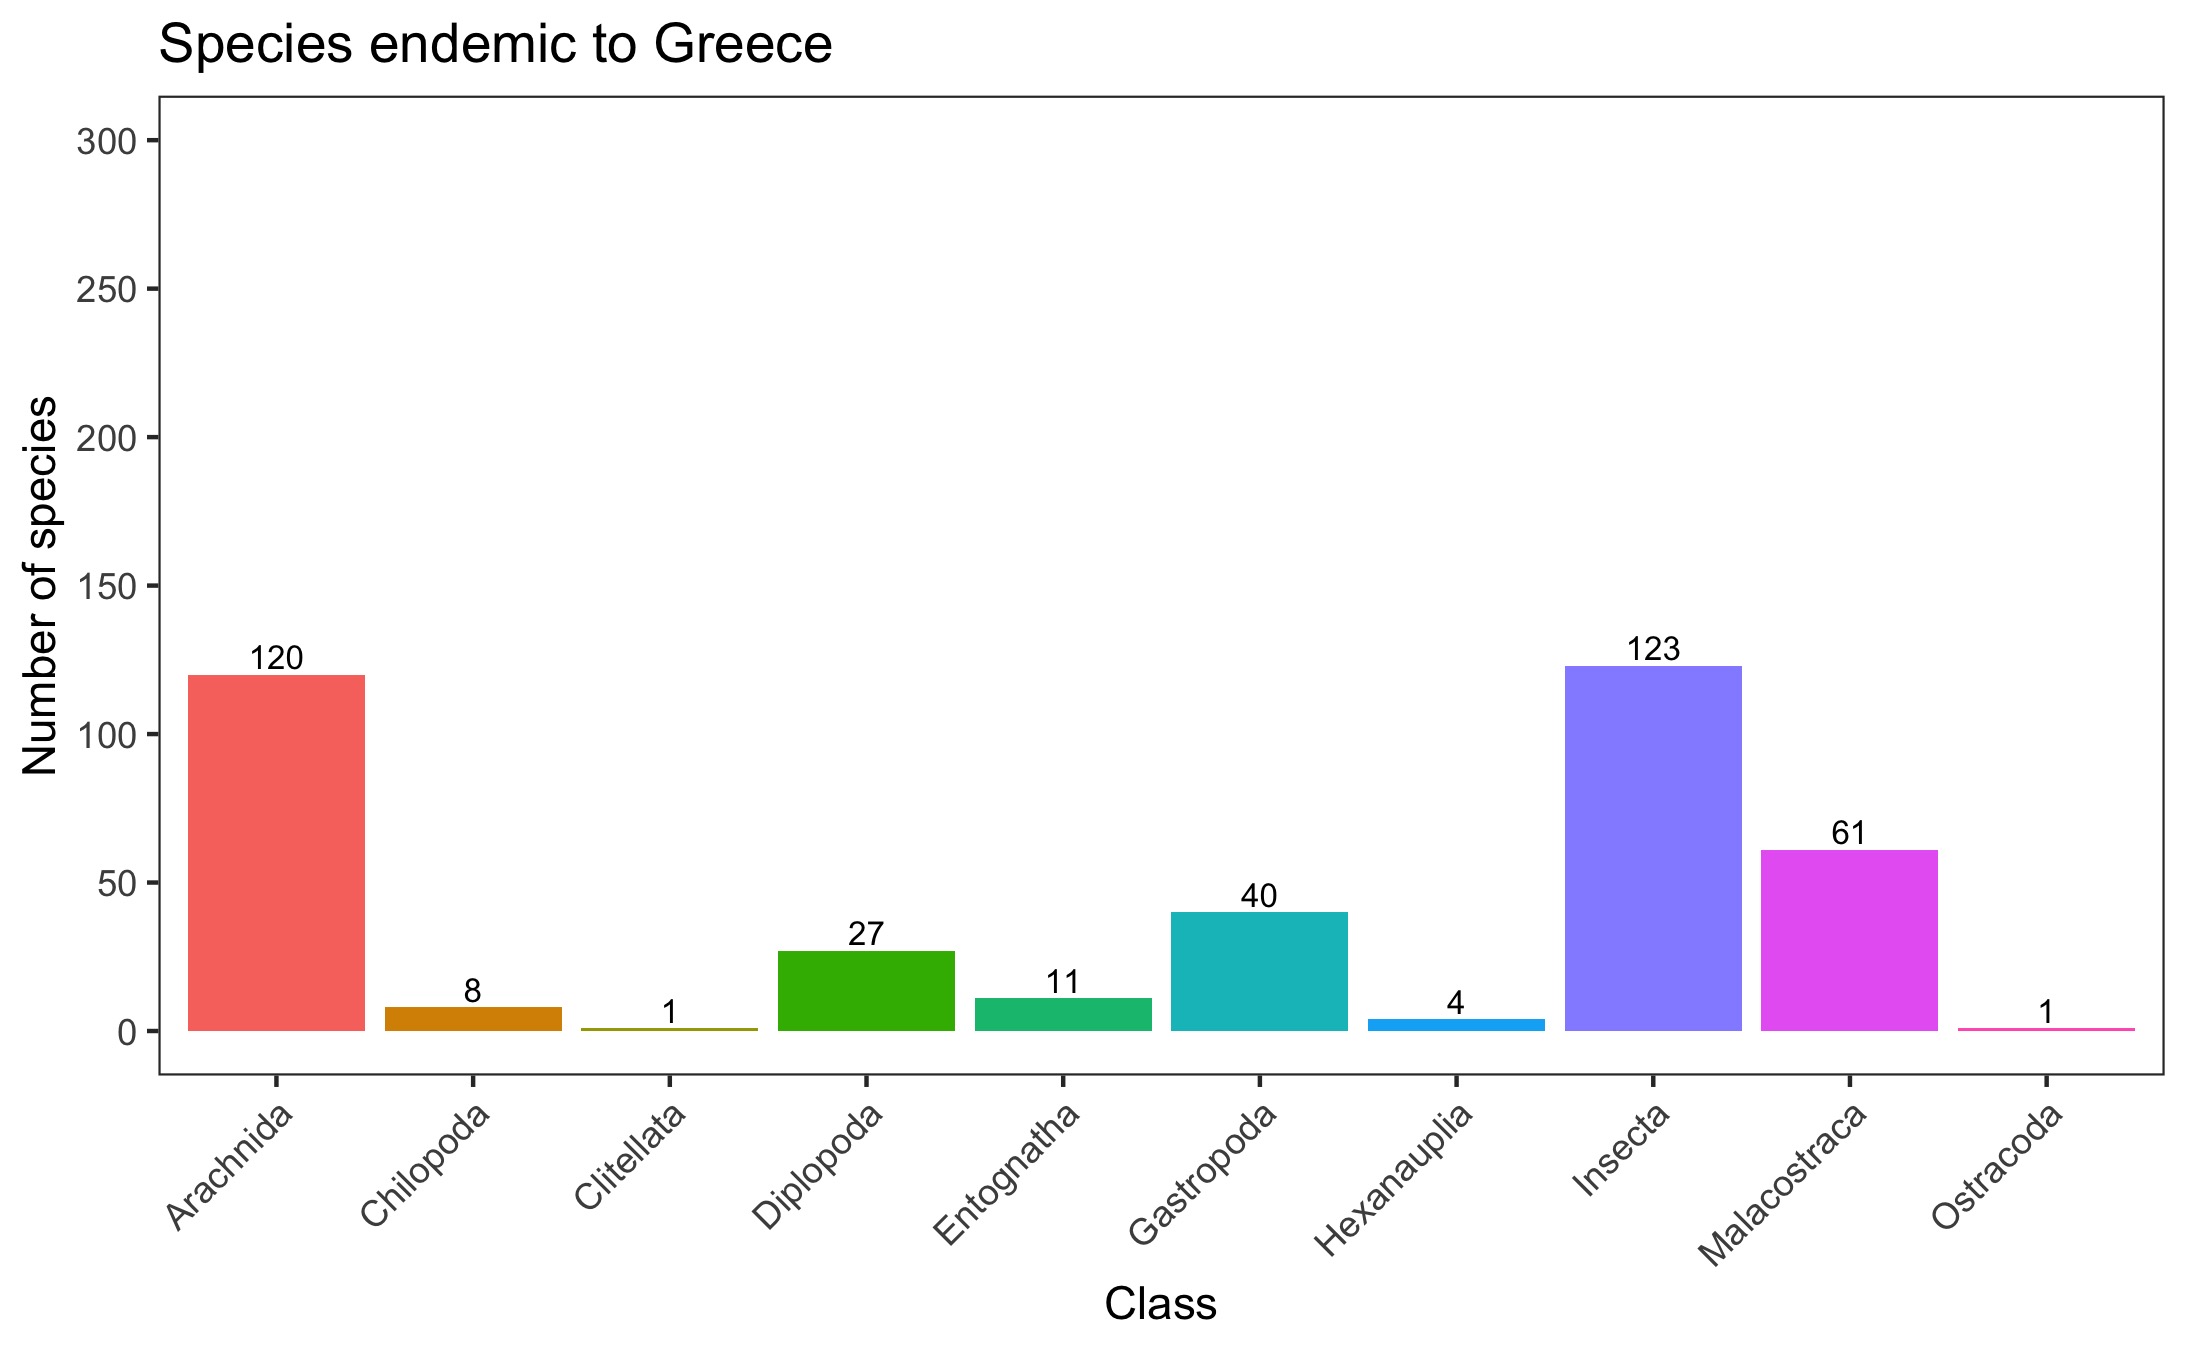 Species endemic to Greece
Number of species
300
250
200
150
100
50
0
120
8
1
27
11
40
4
123
61
1
Arachnida
Chilopoda
Clitellata
Diplopoda
Entognatha
Gastropoda
Hexanauplia
Insecta
Malacostraca
Ostracoda
Class